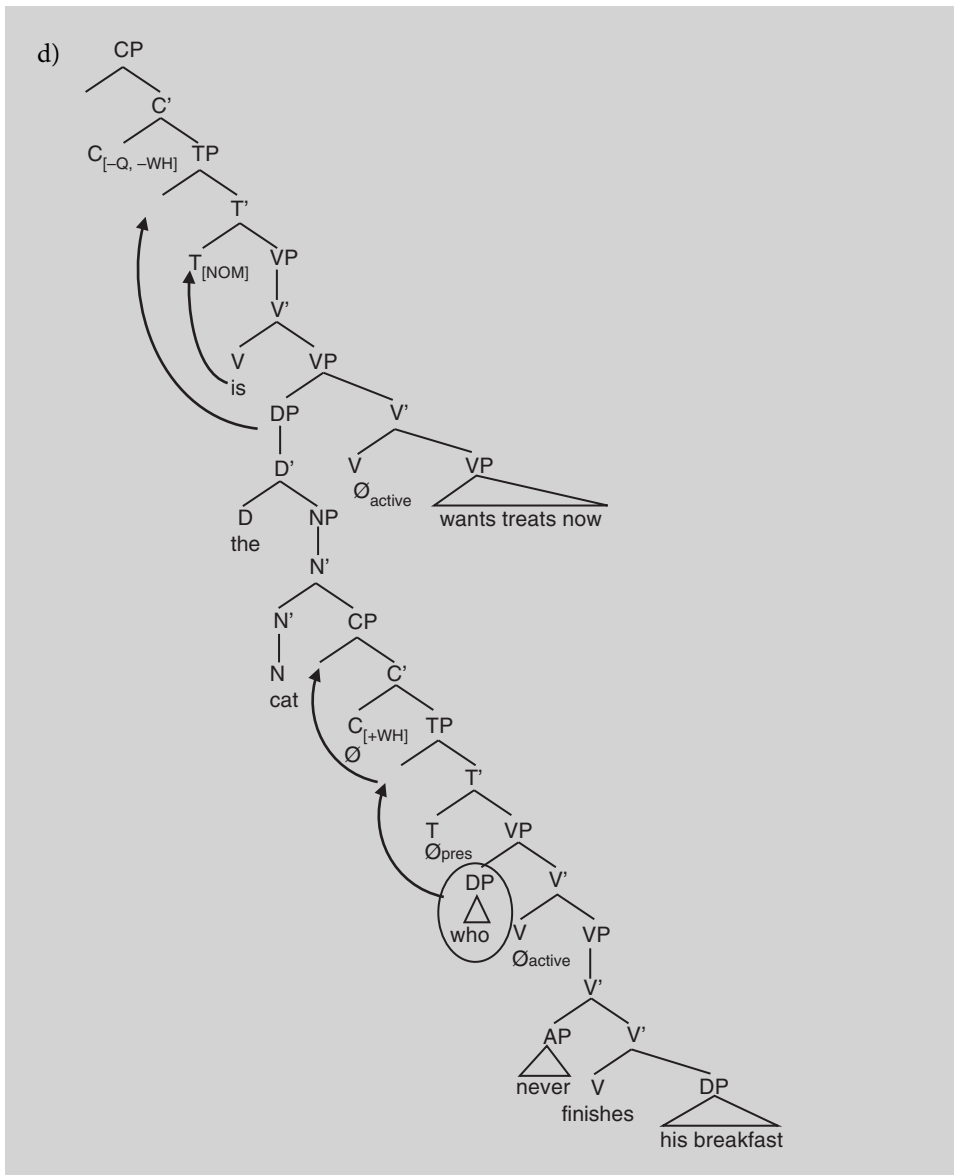 d)
CP
C'
C[–Q, –WH] TP
T'
T[NOM] VP
V'
V VP
is
DP V'
D' V VP
Øactive
D NP wants treats now
the
N'
N' CP
N C'
cat
C[+WH] TP
Ø
T'
T VP
Øpres
DP V'
who V VP
Øactive
V'
AP V'
never V DP
finishes
his breakfast